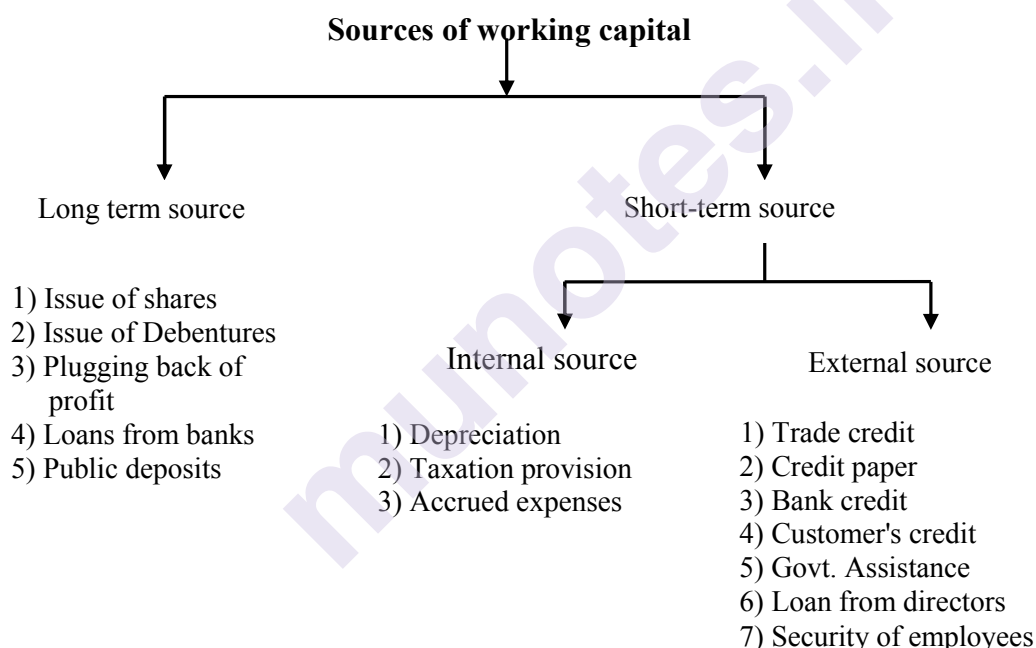 Sources of working capital
Long term source
1) Issue of shares
2) Issue of Debentures
3) Plugging back of
profit
4) Loans from banks
5) Public deposits
Short-term source
Internal source
1) Depreciation
2) Taxation provision
3) Accrued expenses
External source
1) Trade credit
2) Credit paper
3) Bank credit
4) Customer's credit
5) Govt. Assistance
6) Loan from directors
7) Security of employees
munotes.in